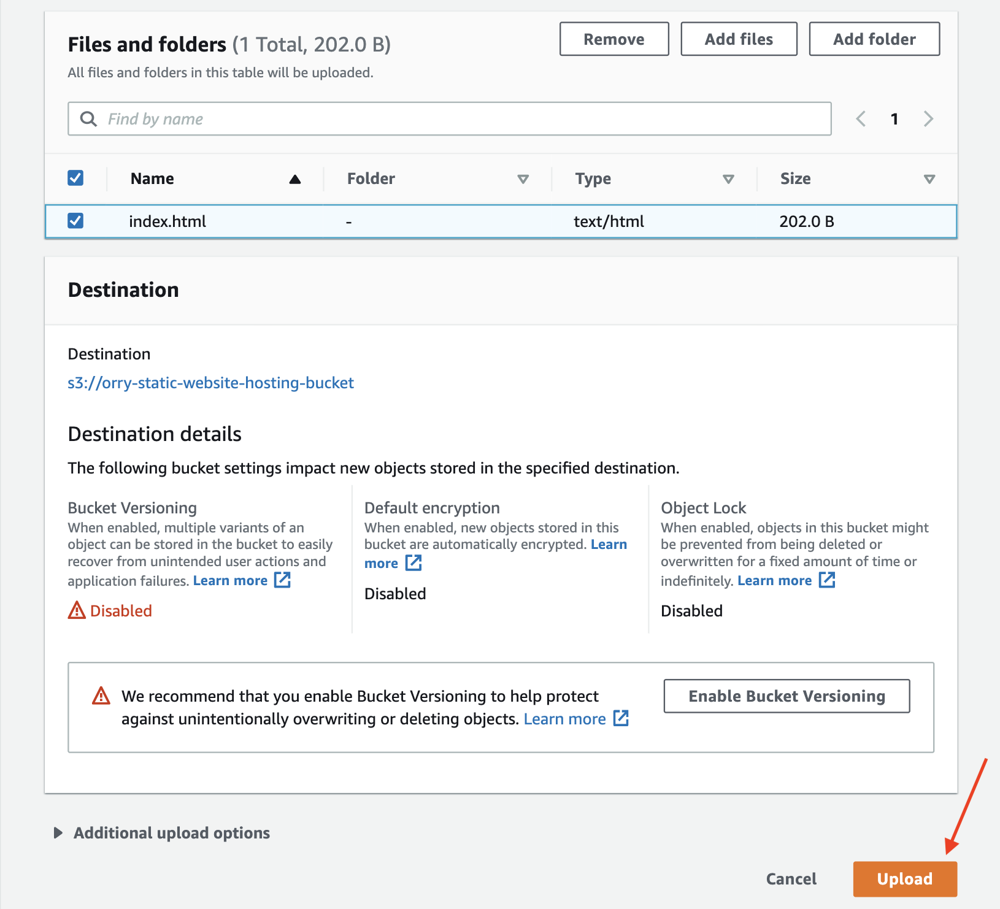 Files and folders (1 Total, 202.0 B)
Remove
Add files
Add folder
All files and folders in this table will be uploaded.
Find by name
1
Name
Folder
Type
Size
index.html
-
text/html
202.0 B
Destination
Destination
s3://orry-static-website-hosting-bucket
Destination details
The following bucket settings impact new objects stored in the specified destination.
Bucket Versioning
When enabled, multiple variants of an
object can be stored in the bucket to easily
recover from unintended user actions and
application failures. Learn more
Disabled
Default encryption
When enabled, new objects stored in this
bucket are automatically encrypted. Learn
more
Disabled
Object Lock
When enabled, objects in this bucket might
be prevented from being deleted or
overwritten for a fixed amount of time or
indefinitely. Learn more
Disabled
We recommend that you enable Bucket Versioning to help protect
against unintentionally overwriting or deleting objects. Learn more
Enable Bucket Versioning
Additional upload options
Cancel
Upload